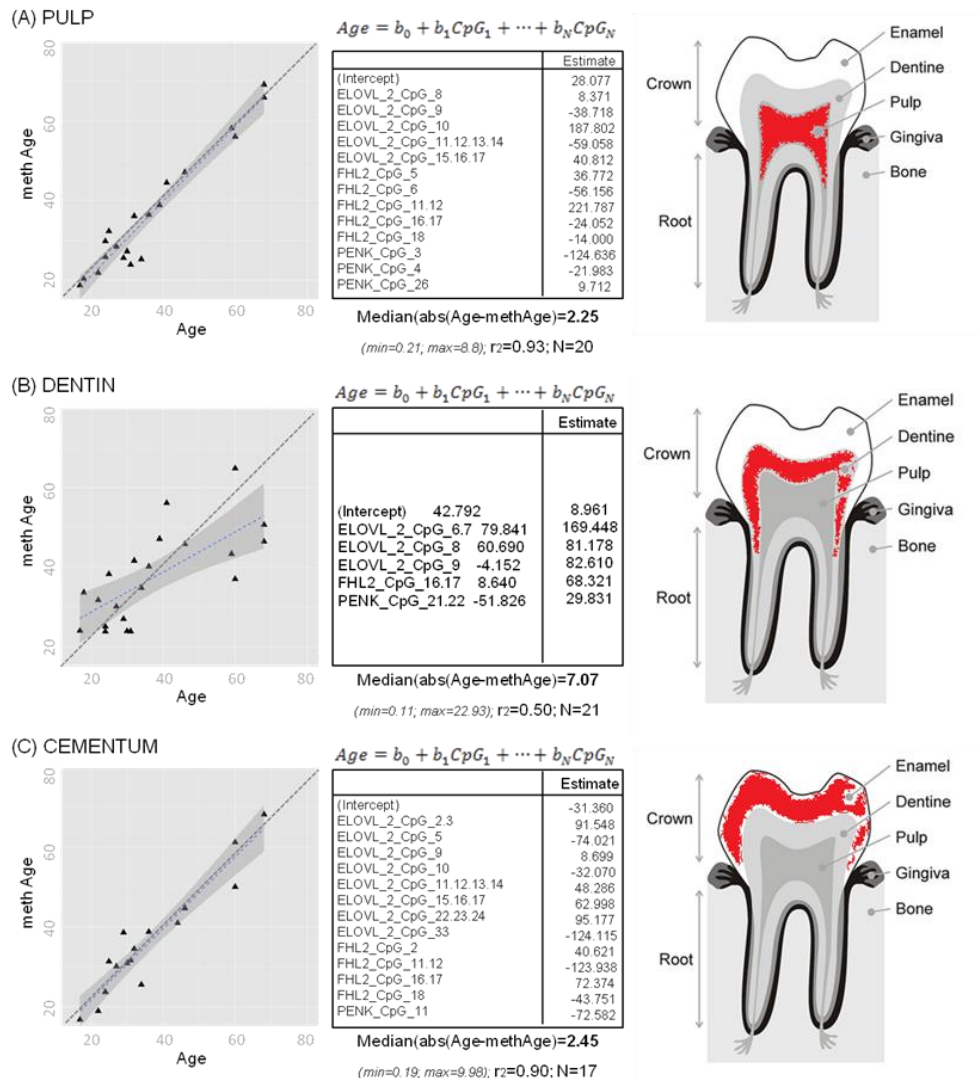 (A) PULP
80
60
40
20
meth Age
20 40 60 80
Age
Age = b₀ + b₁CpG₁ + ⋯ + b_NCpG_N
Estimate
(Intercept) 28.077
ELOVL_2_CpG_8 8.371
ELOVL_2_CpG_9 -38.718
ELOVL_2_CpG_10 187.802
ELOVL_2_CpG_11.12.13.14 -59.058
ELOVL_2_CpG_15.16.17 40.812
FHL2_CpG_5 36.772
FHL2_CpG_6 -56.156
FHL2_CpG_11.12 221.787
FHL2_CpG_16.17 -24.052
FHL2_CpG_18 -14.000
PENK_CpG_3 -124.636
PENK_CpG_4 -21.983
PENK_CpG_26 9.712
Median(abs(Age-methAge)=2.25
(min=0.21; max=8.8); r2=0.93; N=20
Crown
Root
Enamel
Dentine
Pulp
Gingiva
Bone
(B) DENTIN
80
60
40
20
meth Age
20 40 60 80
Age
Age = b₀ + b₁CpG₁ + ⋯ + b_NCpG_N
Estimate
(Intercept) 42.792 8.961
ELOVL_2_CpG_6.7 79.841 169.448
ELOVL_2_CpG_8 60.690 81.178
ELOVL_2_CpG_9 -4.152 82.610
FHL2_CpG_16.17 8.640 68.321
PENK_CpG_21.22 -51.826 29.831
Median(abs(Age-methAge)=7.07
(min=0.11; max=22.93); r2=0.50; N=21
Crown
Root
Enamel
Dentine
Pulp
Gingiva
Bone
(C) CEMENTUM
80
60
40
20
meth Age
20 40 60 80
Age
Age = b₀ + b₁CpG₁ + ⋯ + b_NCpG_N
Estimate
(Intercept) -31.360
ELOVL_2_CpG_2.3 91.548
ELOVL_2_CpG_5 -74.021
ELOVL_2_CpG_9 8.699
ELOVL_2_CpG_10 -32.070
ELOVL_2_CpG_11.12.13.14 48.286
ELOVL_2_CpG_15.16.17 62.998
ELOVL_2_CpG_22.23.24 95.177
ELOVL_2_CpG_33 -124.115
FHL2_CpG_2 40.621
FHL2_CpG_11.12 -123.938
FHL2_CpG_16.17 72.374
FHL2_CpG_18 -43.751
PENK_CpG_11 -72.582
Median(abs(Age-methAge)=2.45
(min=0.19; max=9.98); r2=0.90; N=17
Crown
Root
Enamel
Dentine
Pulp
Gingiva
Bone